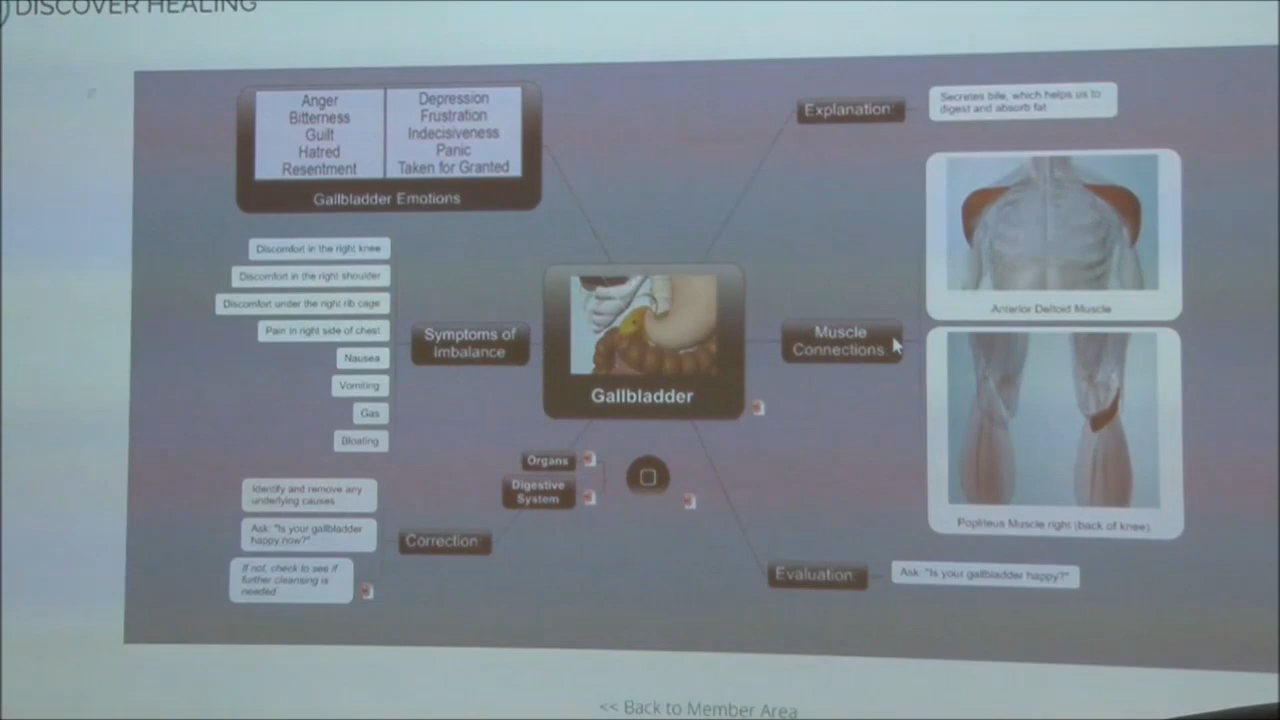 DISCOVER HEALING
Anger
Bitterness
Guilt
Hatred
Resentment
Depression
Frustration
Indecisiveness
Panic
Taken for Granted
Gallbladder Emotions
Explanation:
Secretes bile, which helps us to
digest and absorb fat
Discomfort in the right knee
Discomfort in the right shoulder
Discomfort under the right rib cage
Pain in right side of chest
Nausea
Vomiting
Gas
Bloating
Symptoms of
Imbalance
Gallbladder
Muscle
Connections:
Anterior Deltoid Muscle
Popliteus Muscle right (back of knee)
Organs
Digestive
System
Identify and remove any
underlying causes
Ask: "Is your gallbladder
happy now?"
If not, check to see if
further cleansing is
needed
Correction:
Evaluation:
Ask: "Is your gallbladder happy?"
<< Back to Member Area